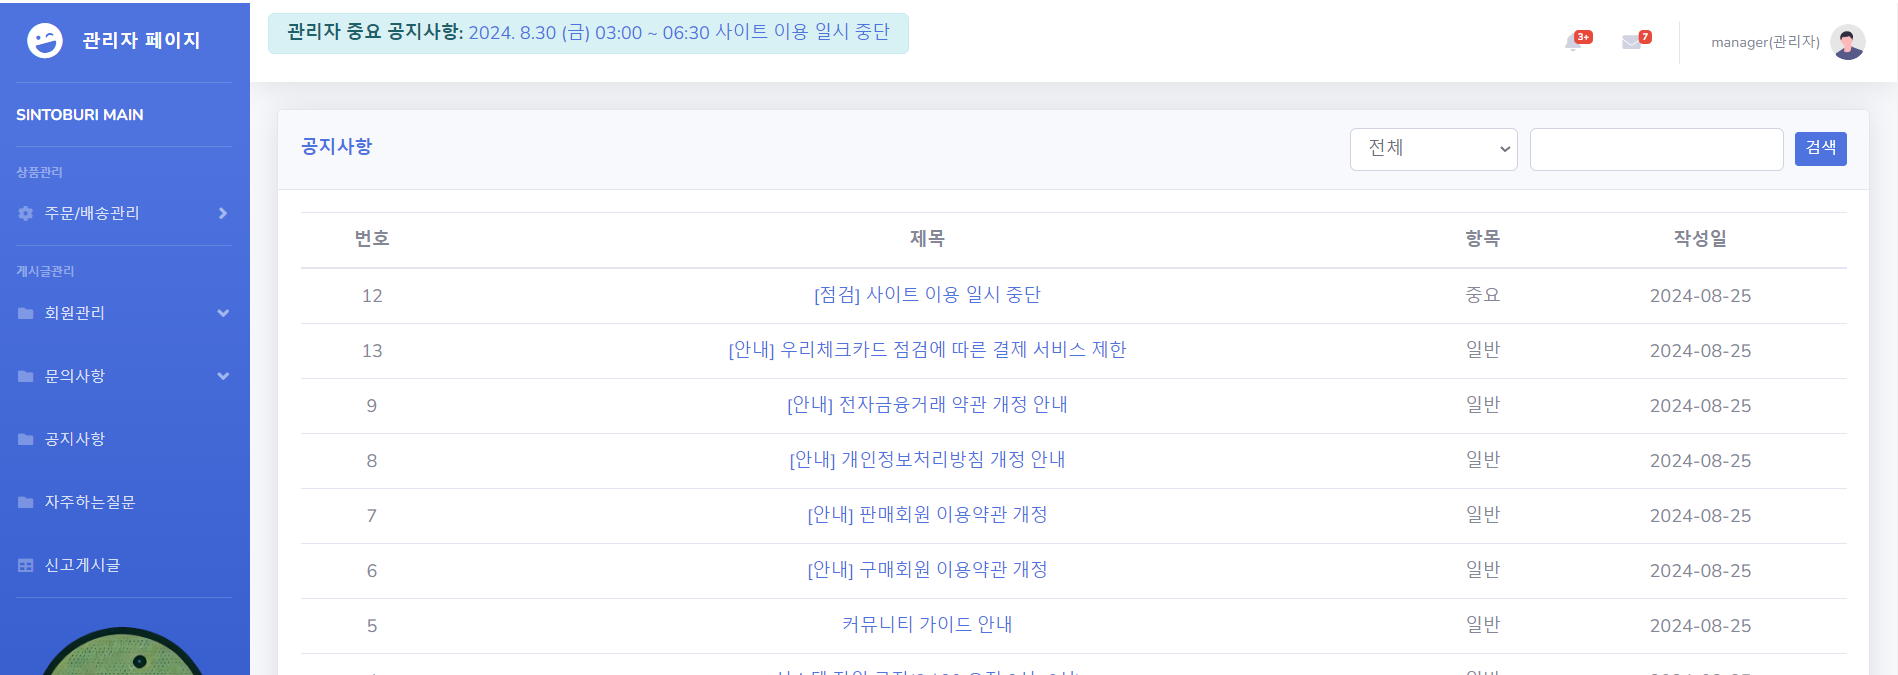 관리자 페이지
관리자 중요 공지사항: 2024. 8.30 (금) 03:00 ~ 06:30 사이트 이용 일시 중단
3+
7
manager(관리자)
SINTOBURI MAIN
상품관리
주문/배송관리
게시글관리
회원관리
문의사항
공지사항
자주하는질문
신고게시글
공지사항
전체
검색
번호 제목 항목 작성일
12 [점검] 사이트 이용 일시 중단 중요 2024-08-25
13 [안내] 우리체크카드 점검에 따른 결제 서비스 제한 일반 2024-08-25
9 [안내] 전자금융거래 약관 개정 안내 일반 2024-08-25
8 [안내] 개인정보처리방침 개정 안내 일반 2024-08-25
7 [안내] 판매회원 이용약관 개정 일반 2024-08-25
6 [안내] 구매회원 이용약관 개정 일반 2024-08-25
5 커뮤니티 가이드 안내 일반 2024-08-25